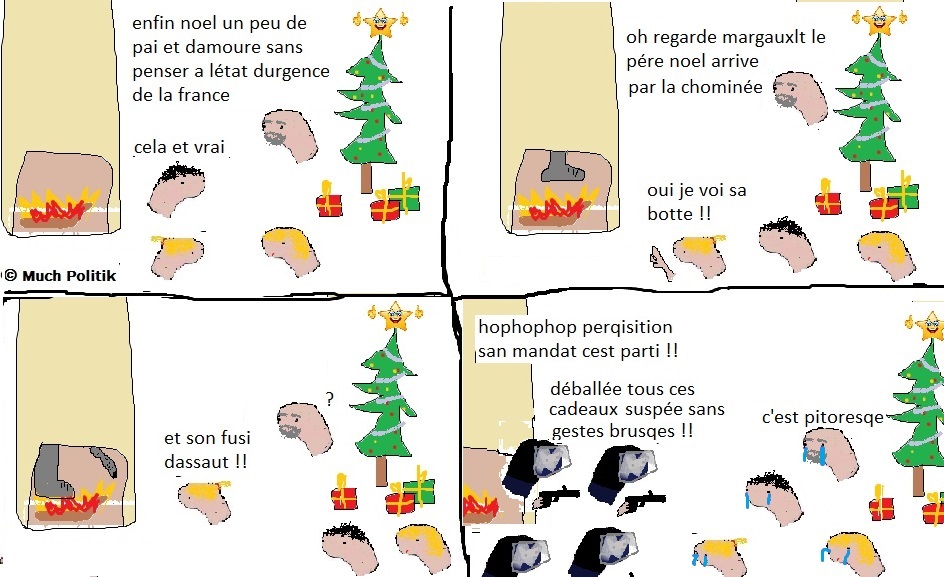 enfin noel un peu de
pai et damoure sans
penser a létat durgence
de la france
cela et vrai
© Much Politik
oh regarde margauxlt le
pére noel arrive
par la chominée
oui je voi sa
botte !!
et son fusi
dassaut !!
?
hophophop perqisition
san mandat cest parti !!
déballée tous ces
cadeaux suspée sans
gestes brusqes !!
c'est pitoresqe